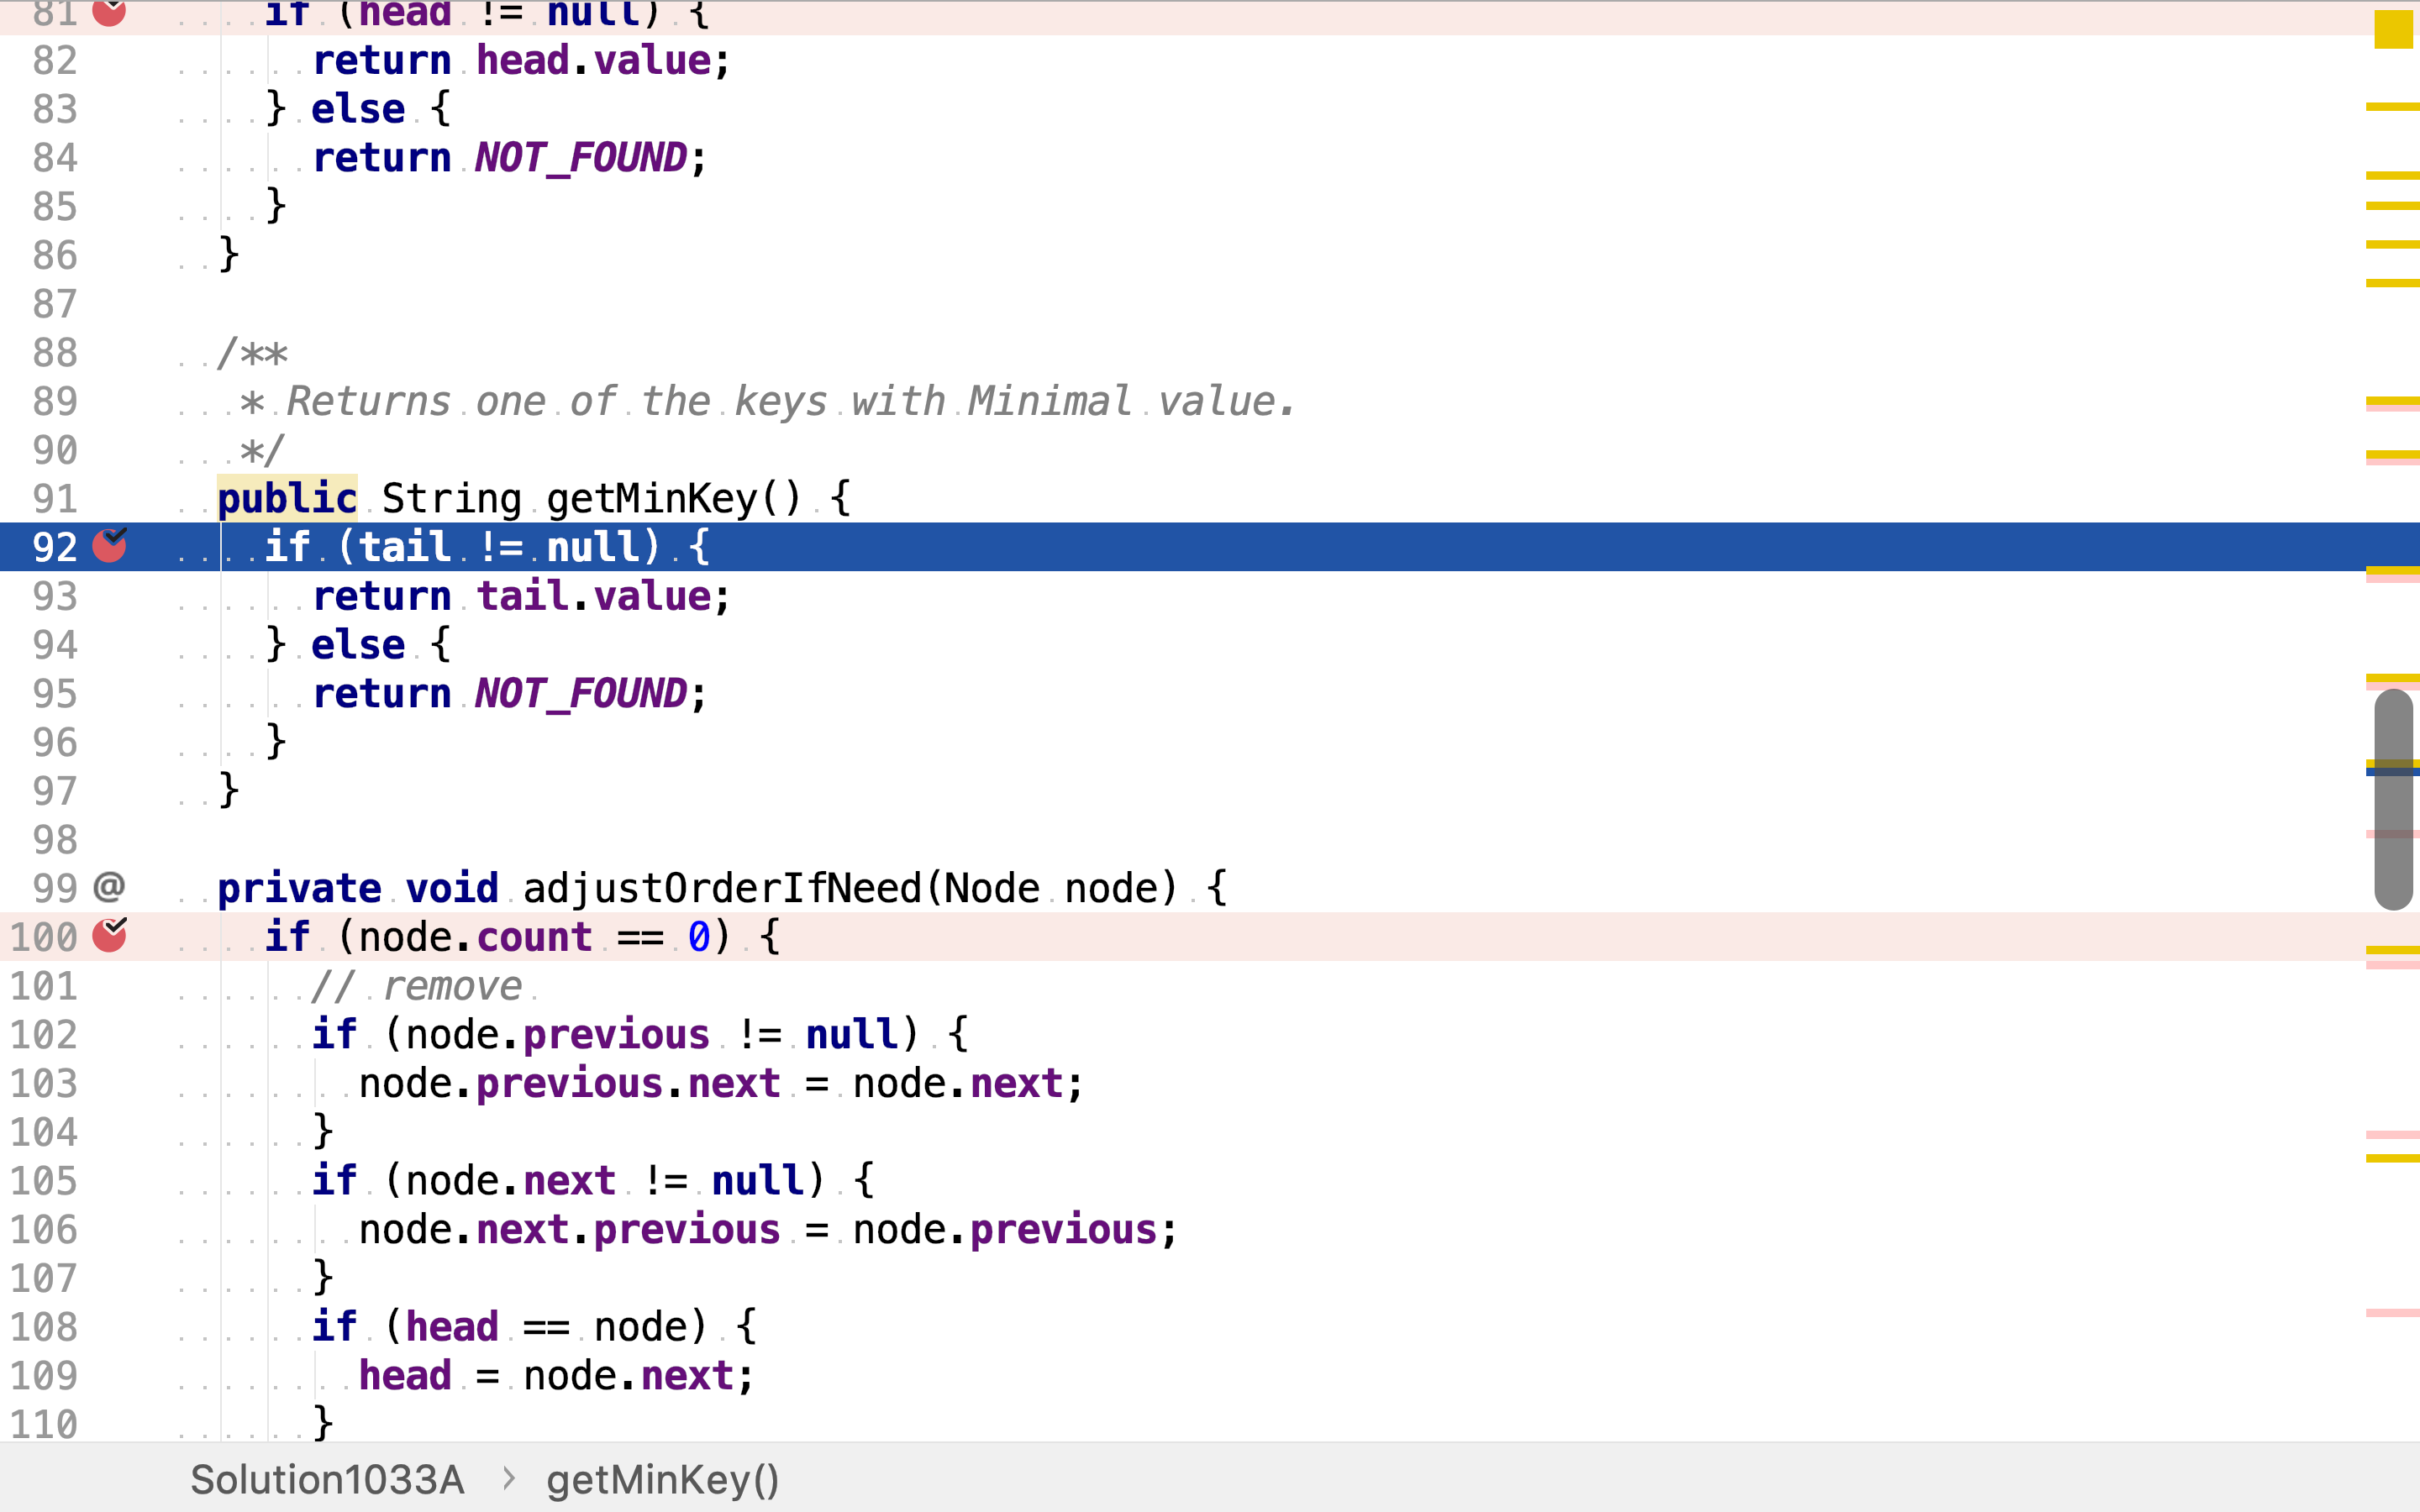 81 if (head != null) {
82 return head.value;
83 } else {
84 return NOT_FOUND;
85 }
86 }
87
88 /**
89 * Returns one of the keys with Minimal value.
90 */
91 public String getMinKey() {
92 if (tail != null) {
93 return tail.value;
94 } else {
95 return NOT_FOUND;
96 }
97 }
98
99 @ private void adjustOrderIfNeed(Node node) {
100 if (node.count == 0) {
101 // remove
102 if (node.previous != null) {
103 node.previous.next = node.next;
104 }
105 if (node.next != null) {
106 node.next.previous = node.previous;
107 }
108 if (head == node) {
109 head = node.next;
110 }
Solution1033A › getMinKey()